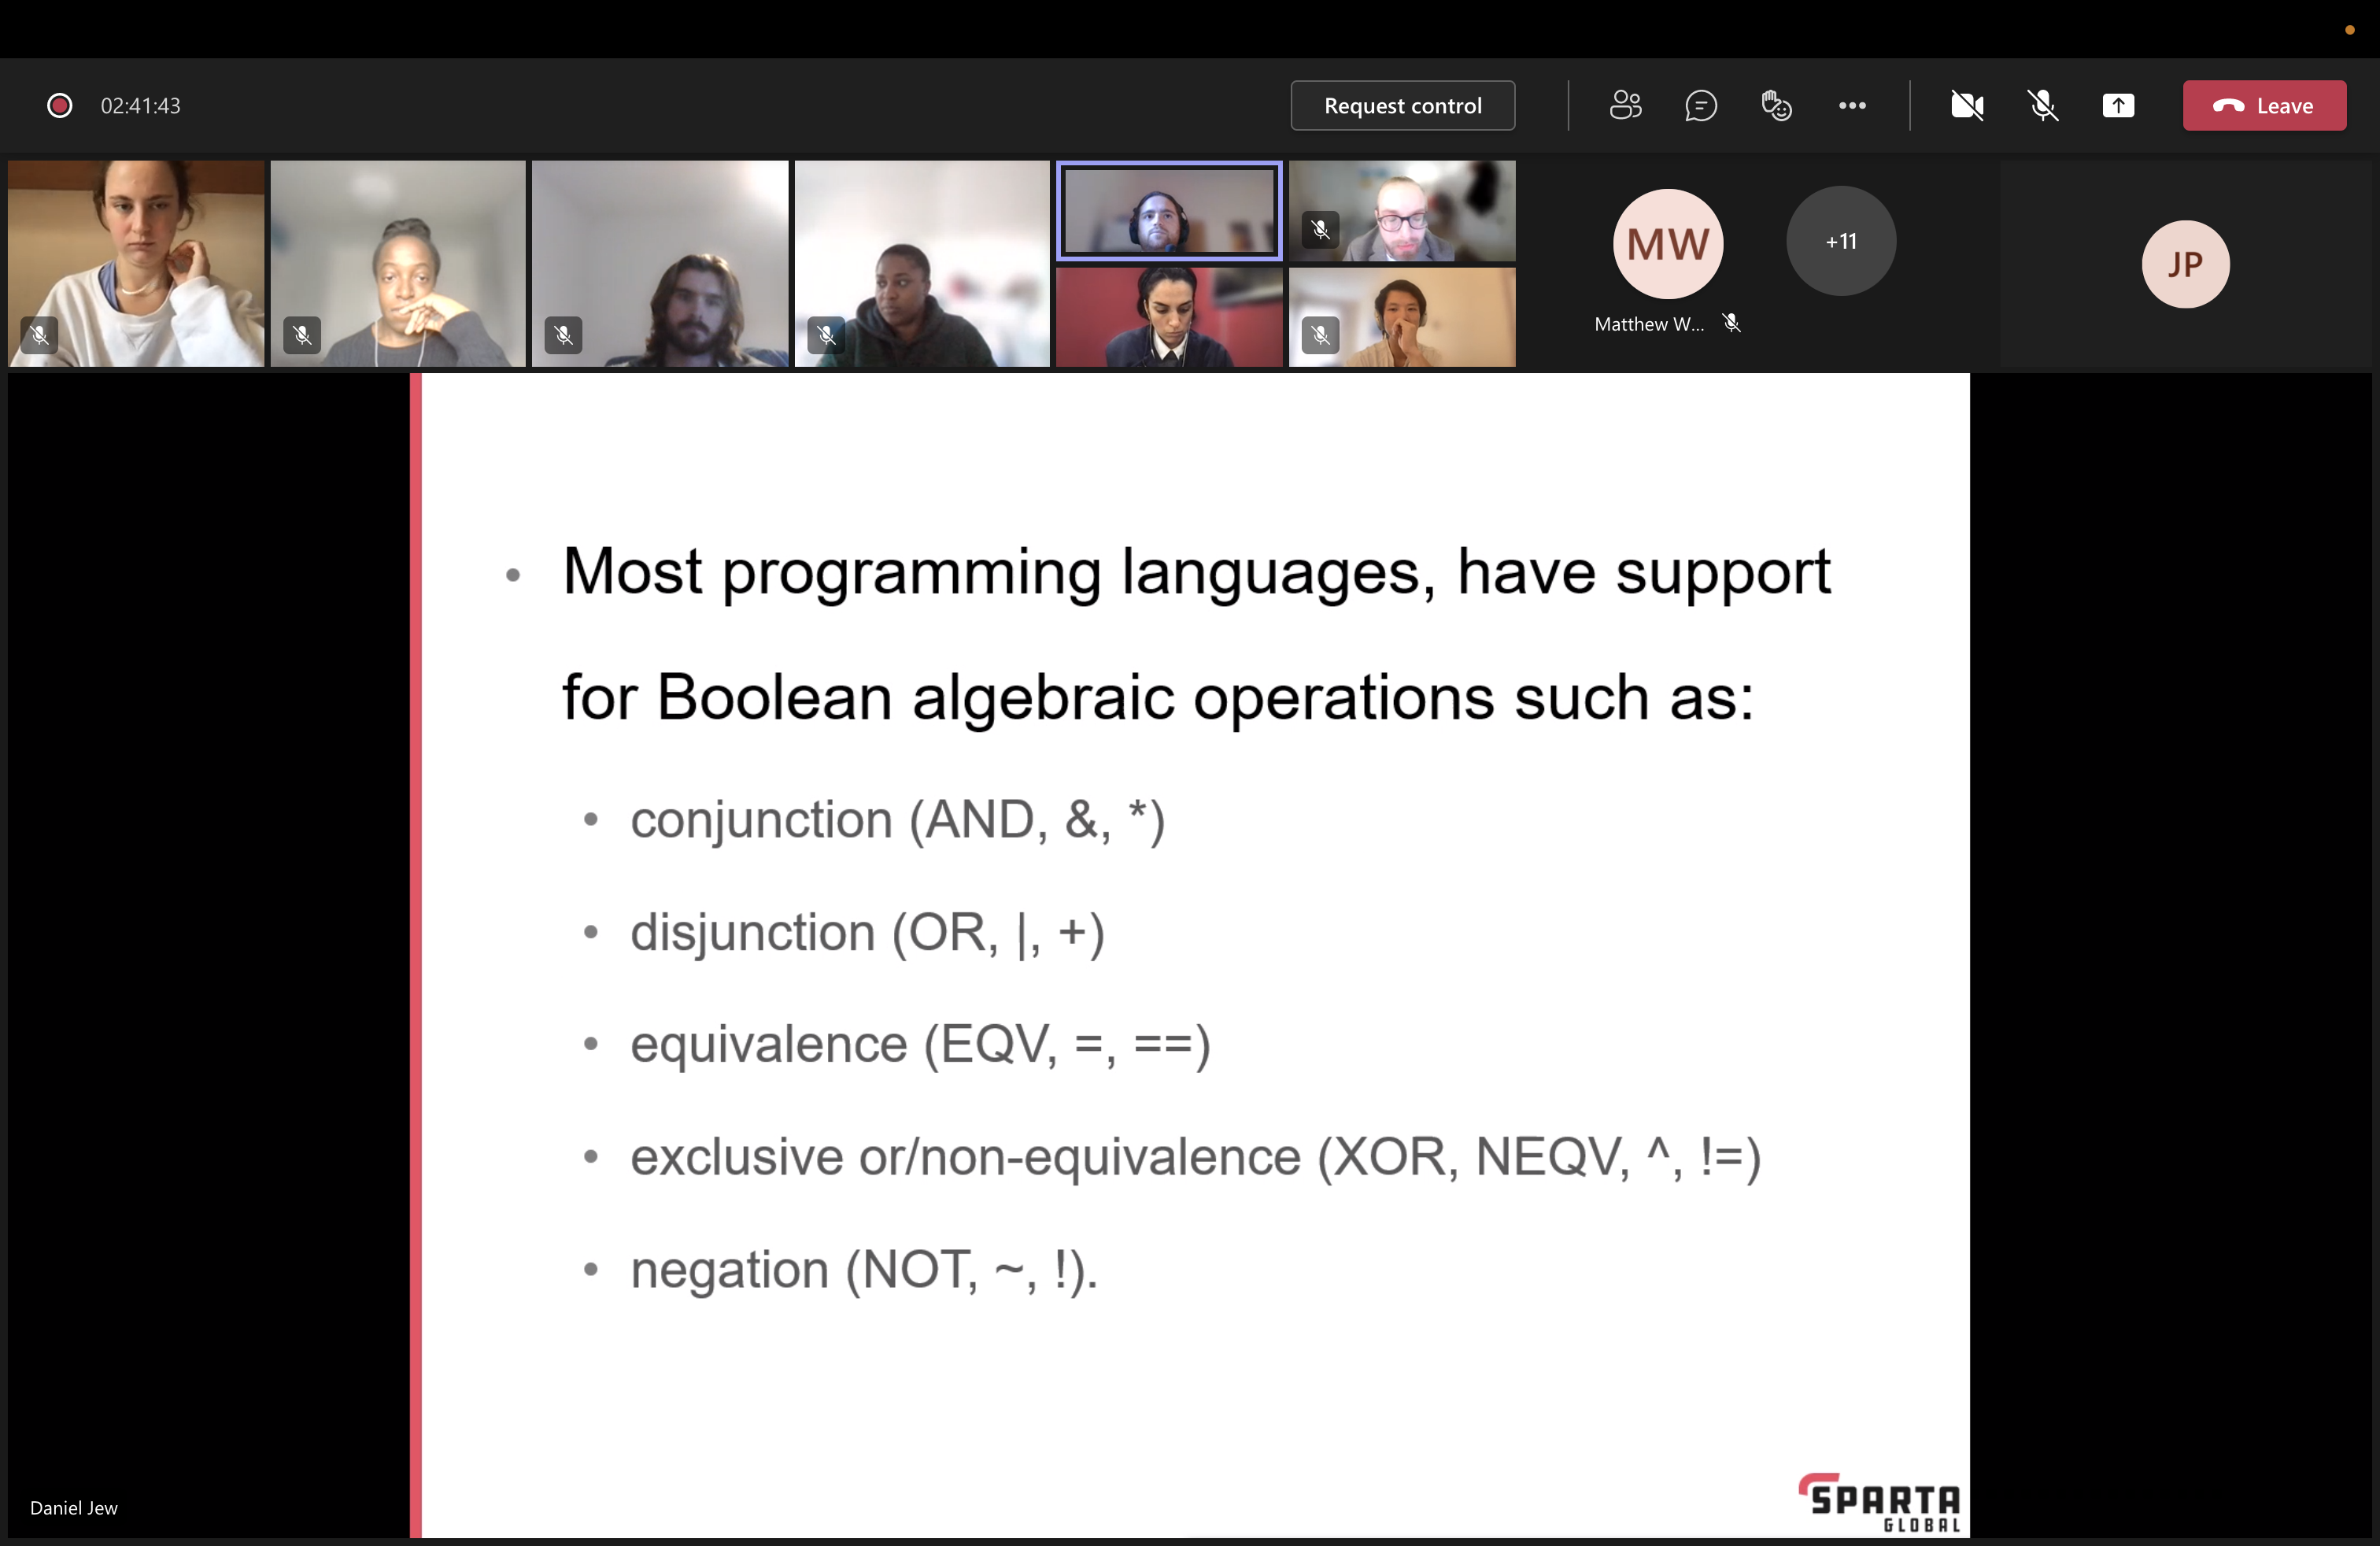 02:41:43
Request control
Leave
MW
+11
JP
Matthew W...
• Most programming languages, have support
for Boolean algebraic operations such as:
• conjunction (AND, &, *)
• disjunction (OR, |, +)
• equivalence (EQV, =, ==)
• exclusive or/non-equivalence (XOR, NEQV, ^, !=)
• negation (NOT, ~, !).
Daniel Jew
SPARTA
GLOBAL